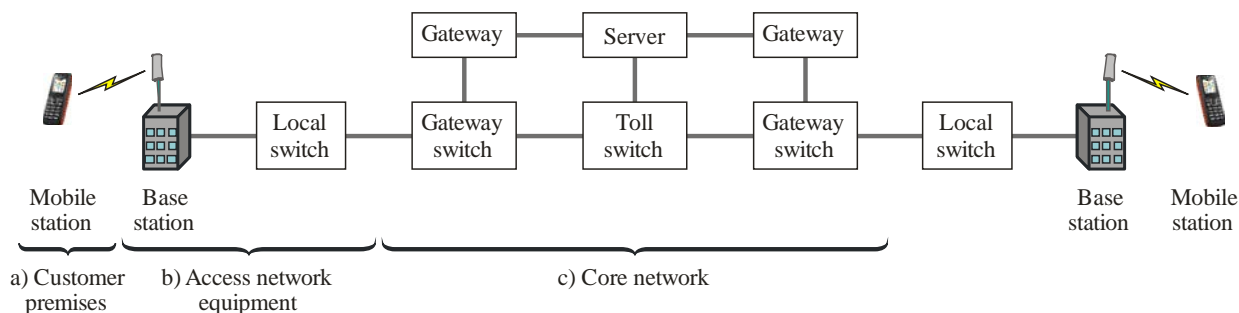 Gateway
Server
Gateway
Local
switch
Gateway
switch
Toll
switch
Gateway
switch
Local
switch
Mobile
station
Base
station
Base
station
Mobile
station
a) Customer
premises
b) Access network
equipment
c) Core network